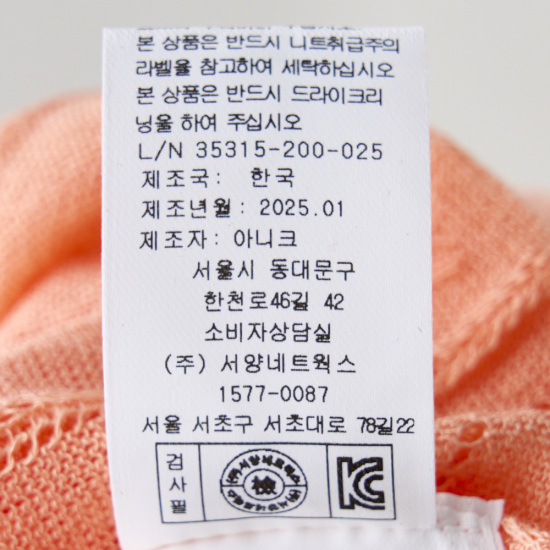 본 상품은 반드시 니트취급주의
라벨을 참고하여 세탁하십시오
본 상품은 반드시 드라이크리
닝을 하여 주십시오
L/N 35315-200-025
제조국: 한국
제조년월: 2025.01
제조자: 아니크
서울시 동대문구
한천로46길 42
소비자상담실
(주) 서양네트웍스
1577-0087
서울 서초구 서초대로 78길22
검사필
檢
KC